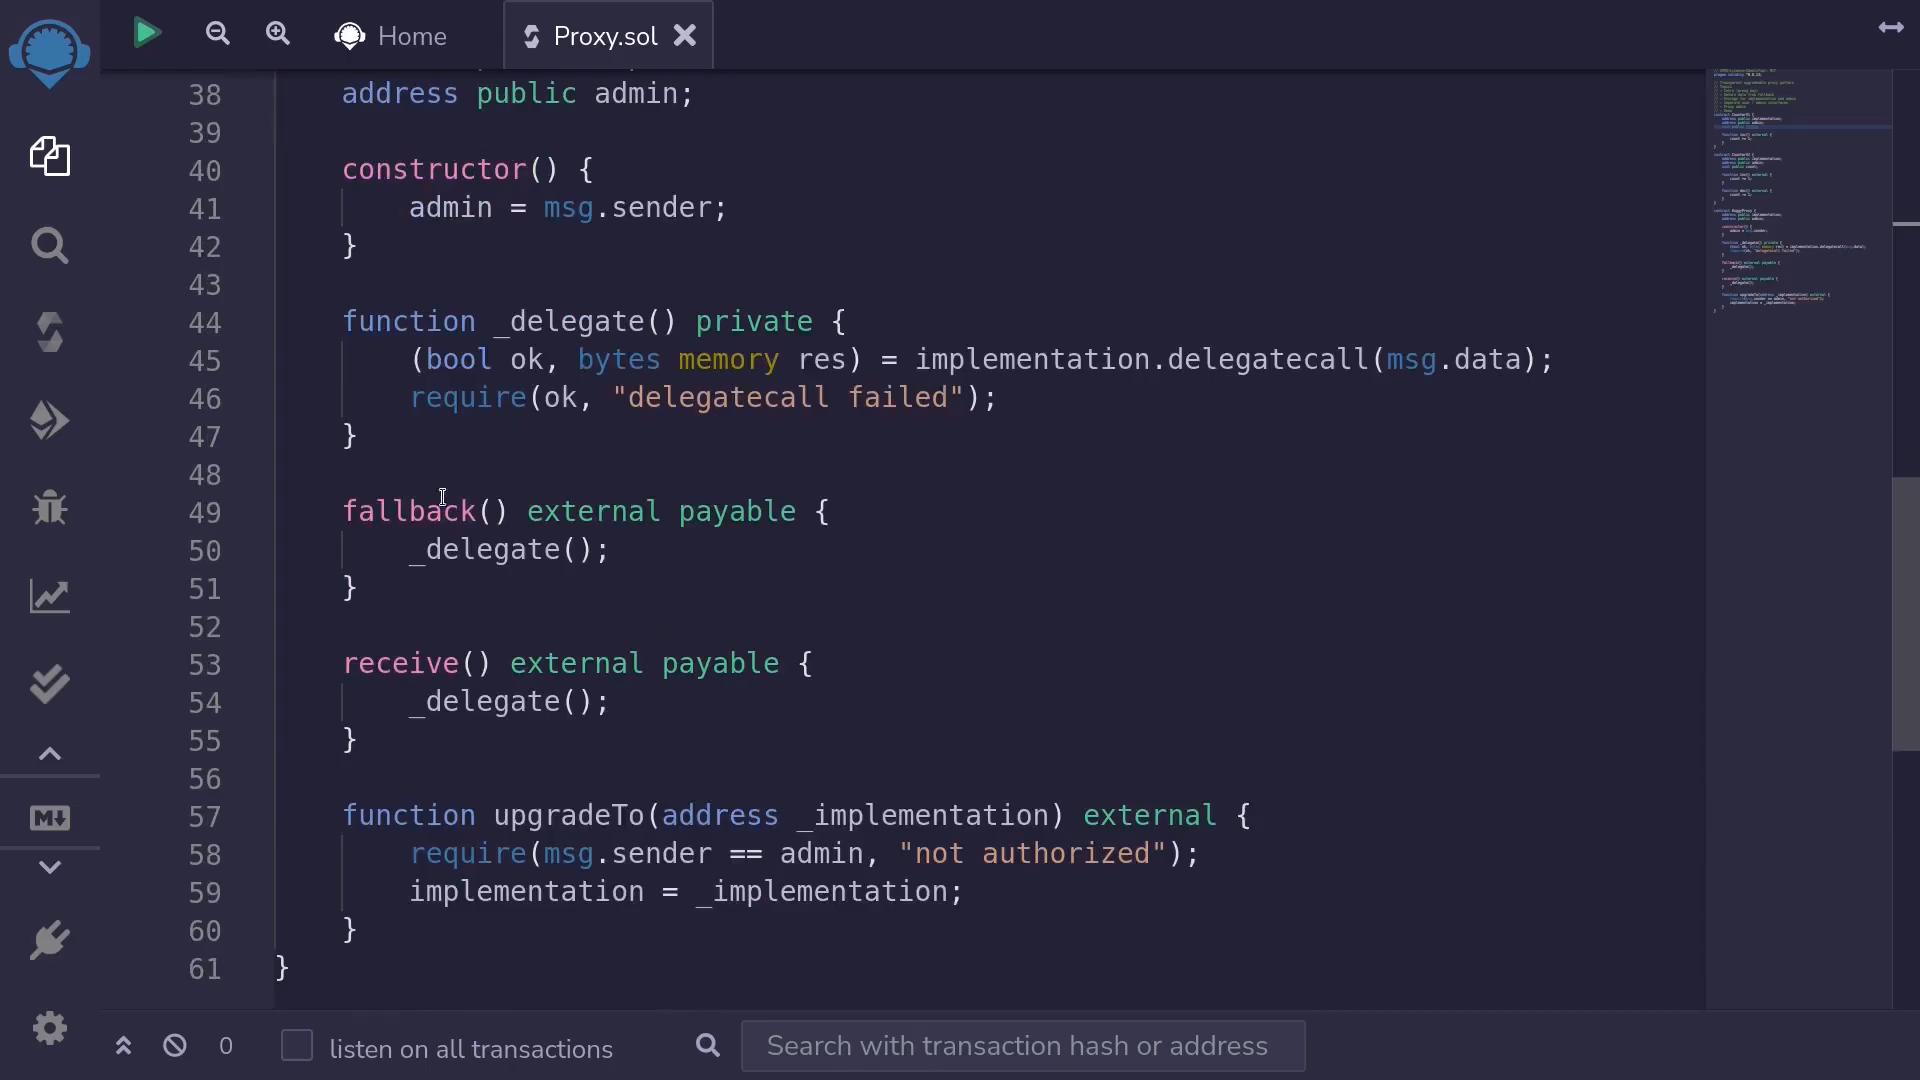 Home
Proxy.sol
38 address public admin;
39
40 constructor() {
41 admin = msg.sender;
42 }
43
44 function _delegate() private {
45 (bool ok, bytes memory res) = implementation.delegatecall(msg.data);
46 require(ok, "delegatecall failed");
47 }
48
49 fallback() external payable {
50 _delegate();
51 }
52
53 receive() external payable {
54 _delegate();
55 }
56
57 function upgradeTo(address _implementation) external {
58 require(msg.sender == admin, "not authorized");
59 implementation = _implementation;
60 }
61 }
0
listen on all transactions
Search with transaction hash or address